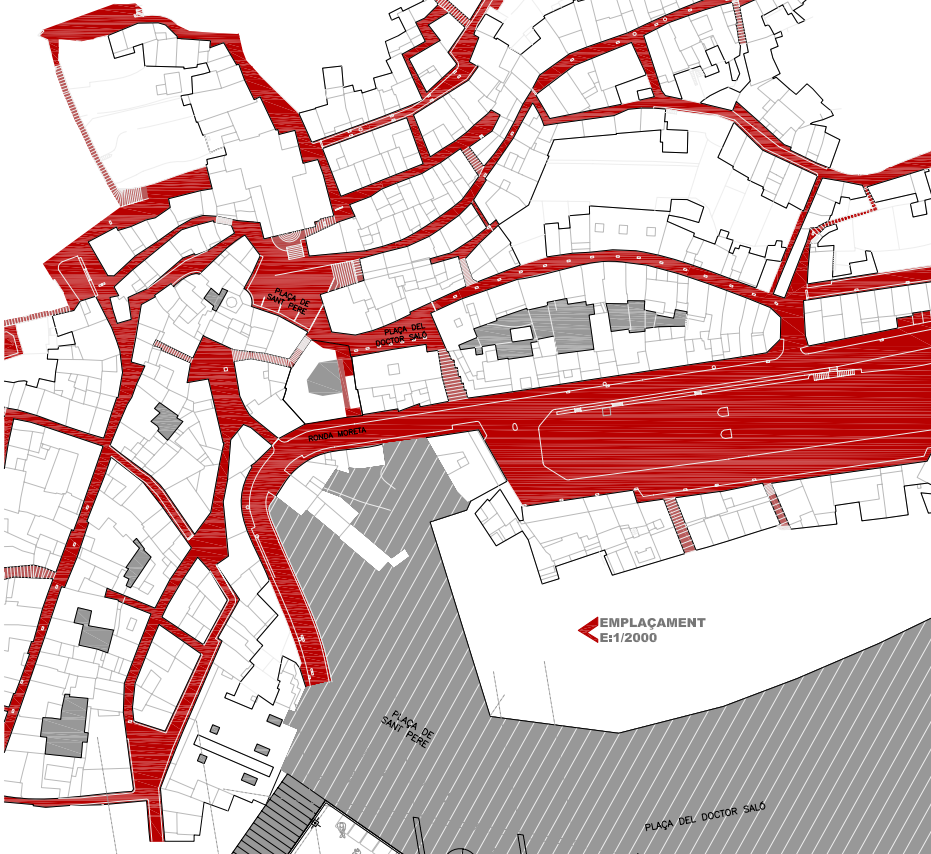 PLAÇA DE
SANT PERE
PLAÇA DEL
DOCTOR SALÓ
RONDA MORETA
EMPLAÇAMENT
E:1/2000
PLAÇA DE
SANT PERE
PLAÇA DEL DOCTOR SALÓ